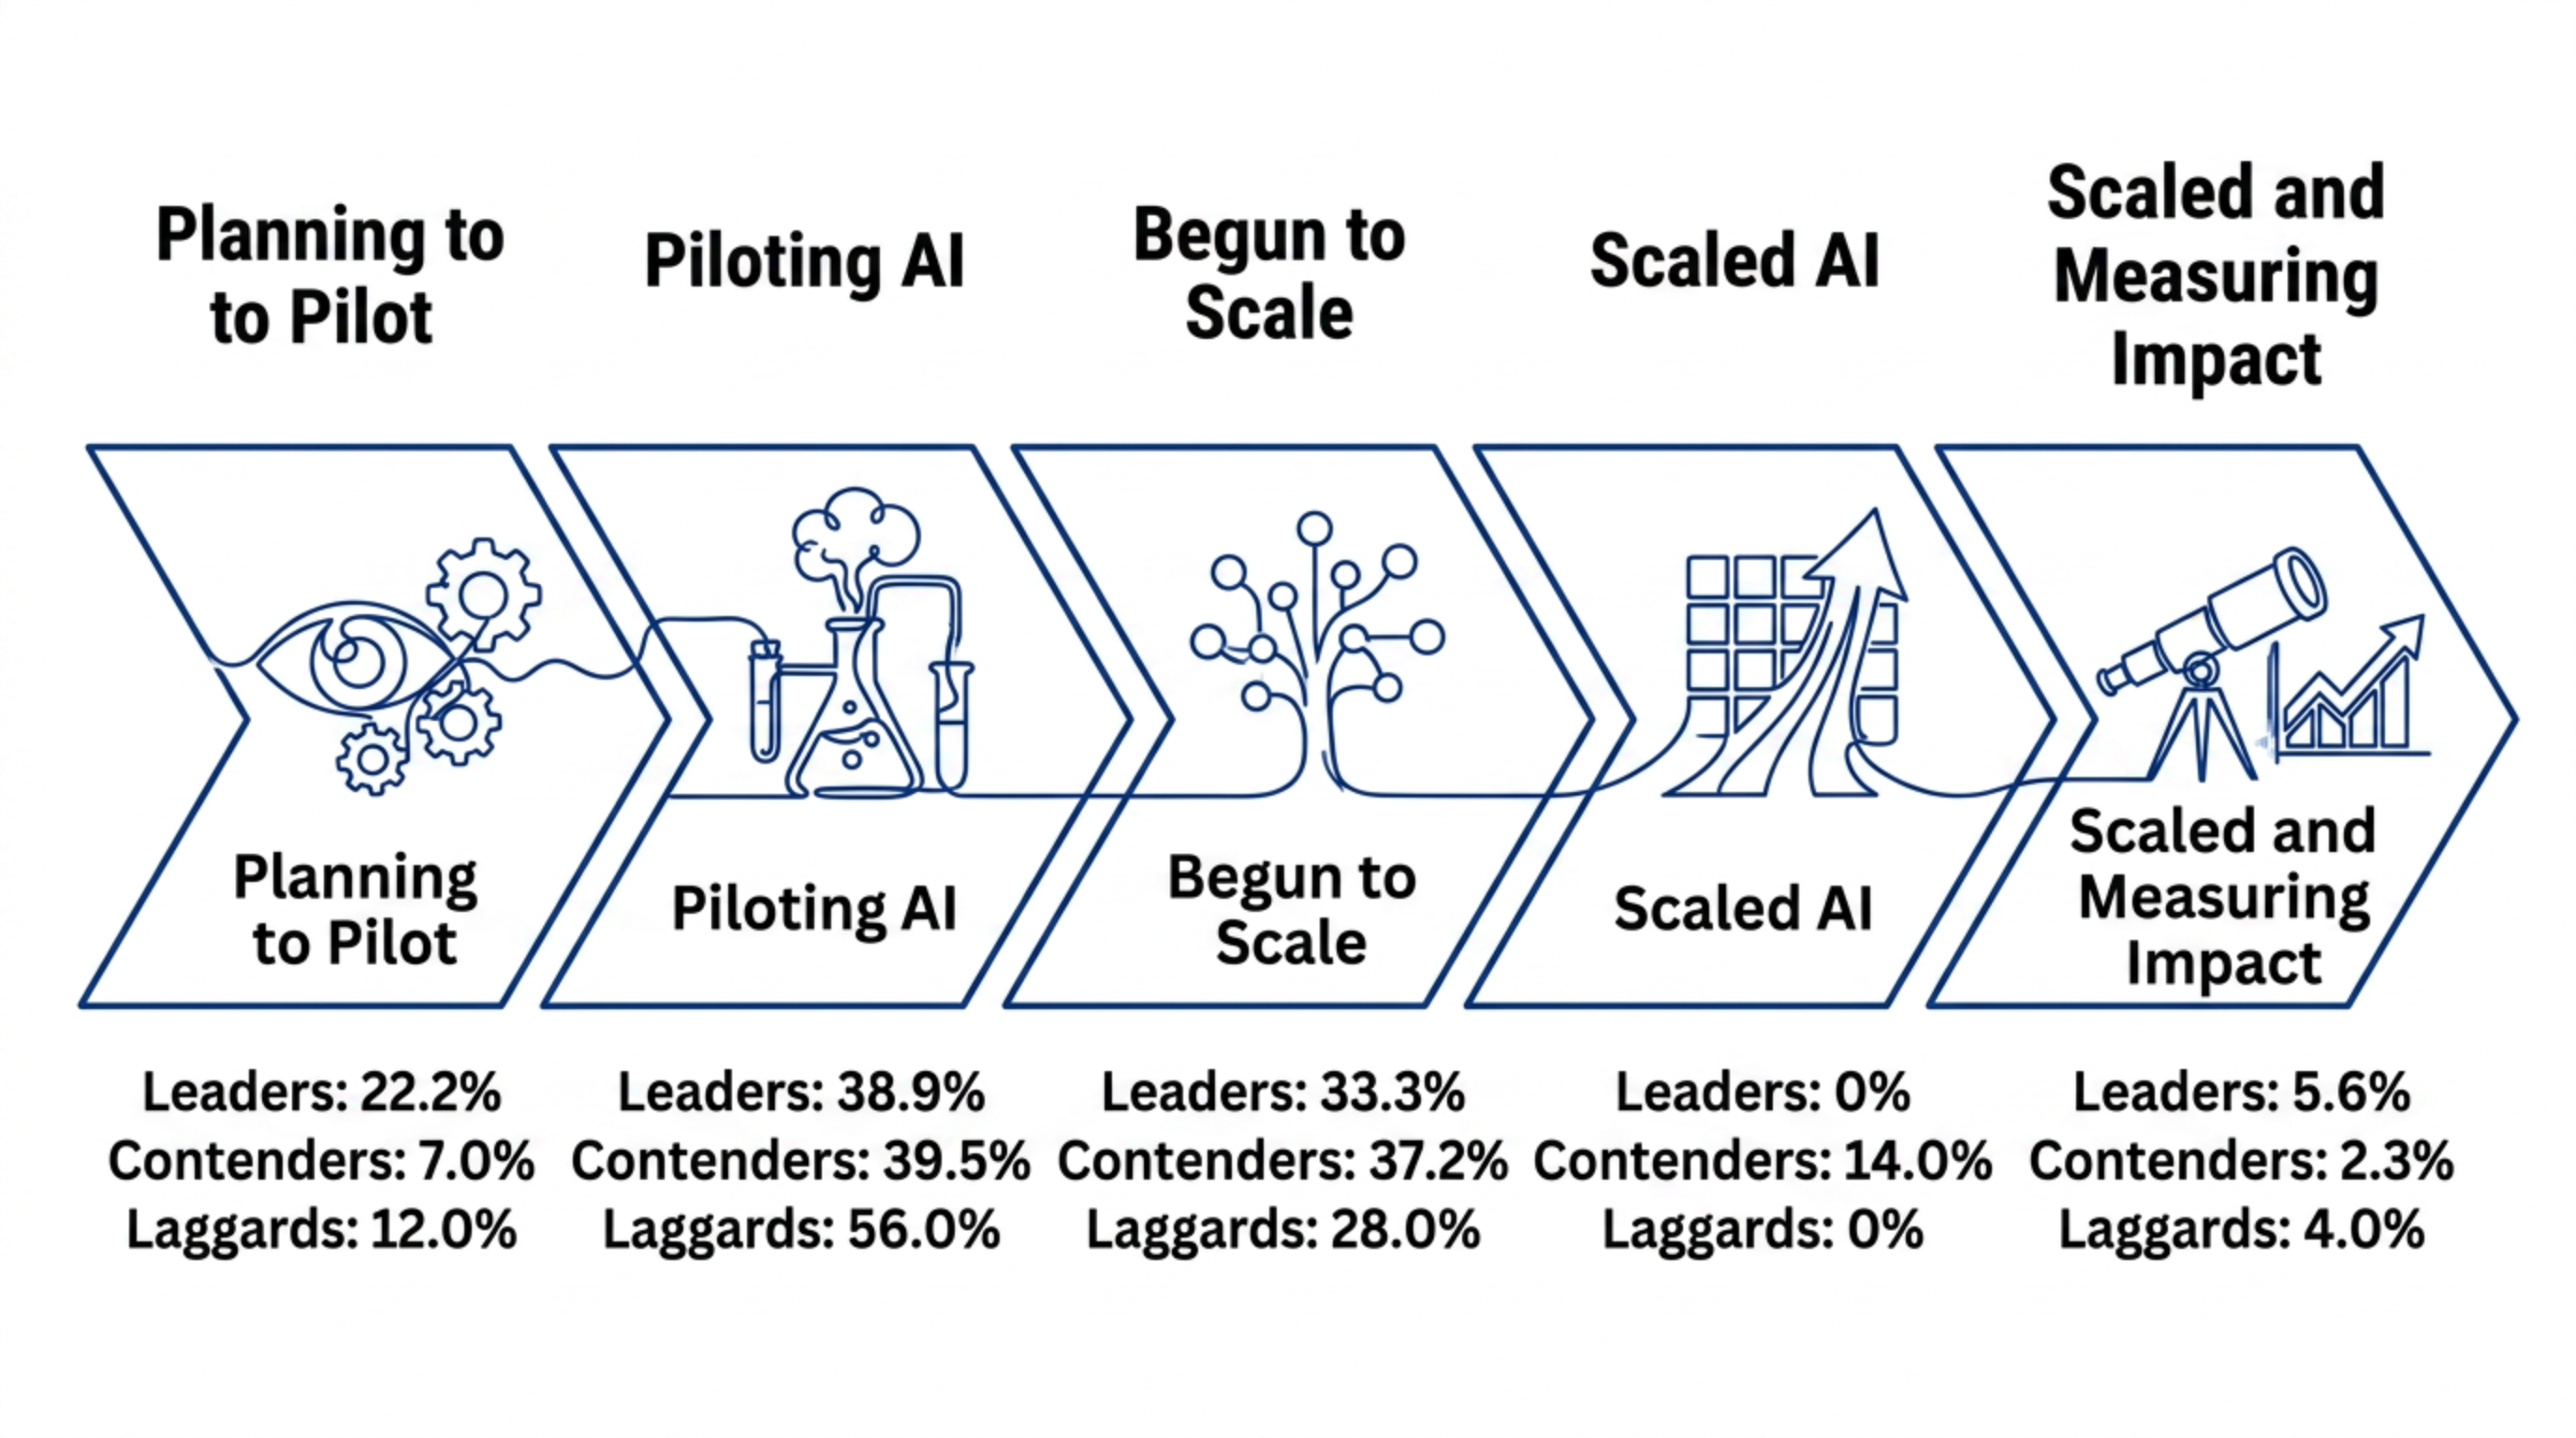 Planning to
to Pilot
Piloting AI
Begun to
Scale
Scaled AI
Scaled and
Measuring
Impact
Planning
to Pilot
Piloting AI
Begun to
Scale
Scaled AI
Scaled and
Measuring
Impact
Leaders: 22.2%
Contenders: 7.0%
Laggards: 12.0%
Leaders: 38.9%
Contenders: 39.5%
Laggards: 56.0%
Leaders: 33.3%
Contenders: 37.2%
Laggards: 28.0%
Leaders: 0%
Contenders: 14.0%
Laggards: 0%
Leaders: 5.6%
Contenders: 2.3%
Laggards: 4.0%